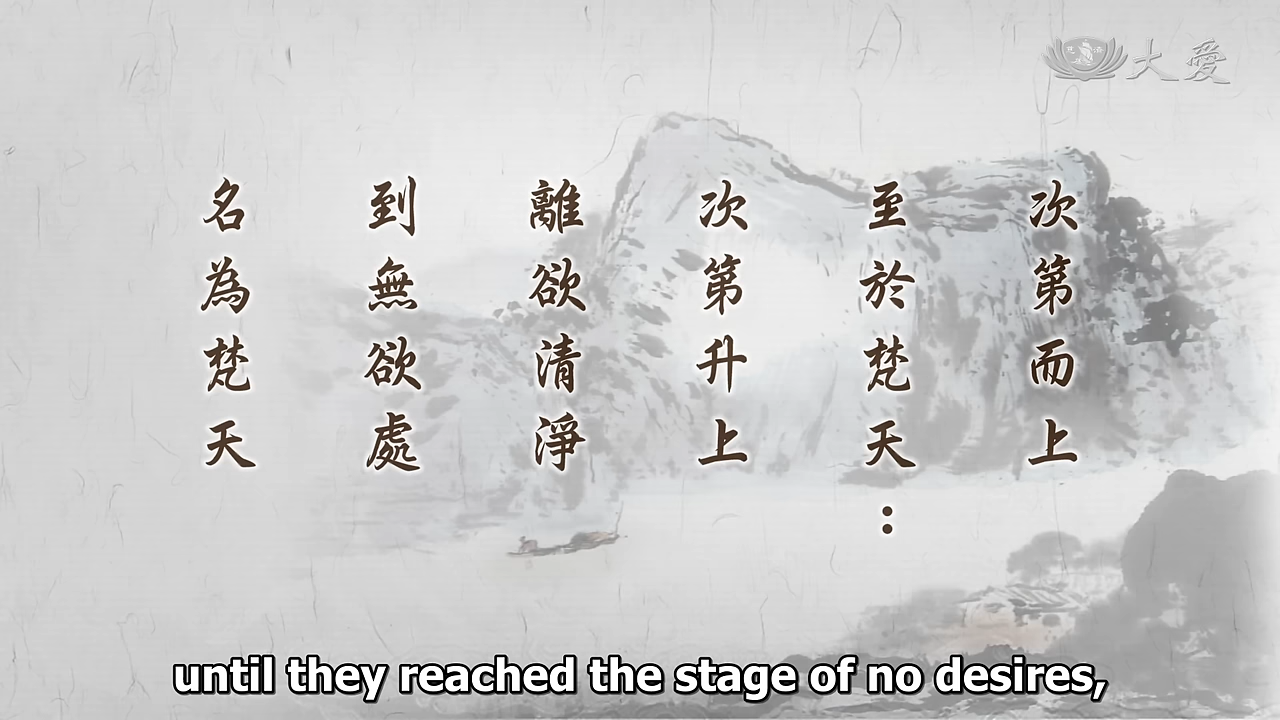 大愛
次第而上
至於梵天：
次第升上
離欲清淨
到無欲處
名為梵天
until they reached the stage of no desires,